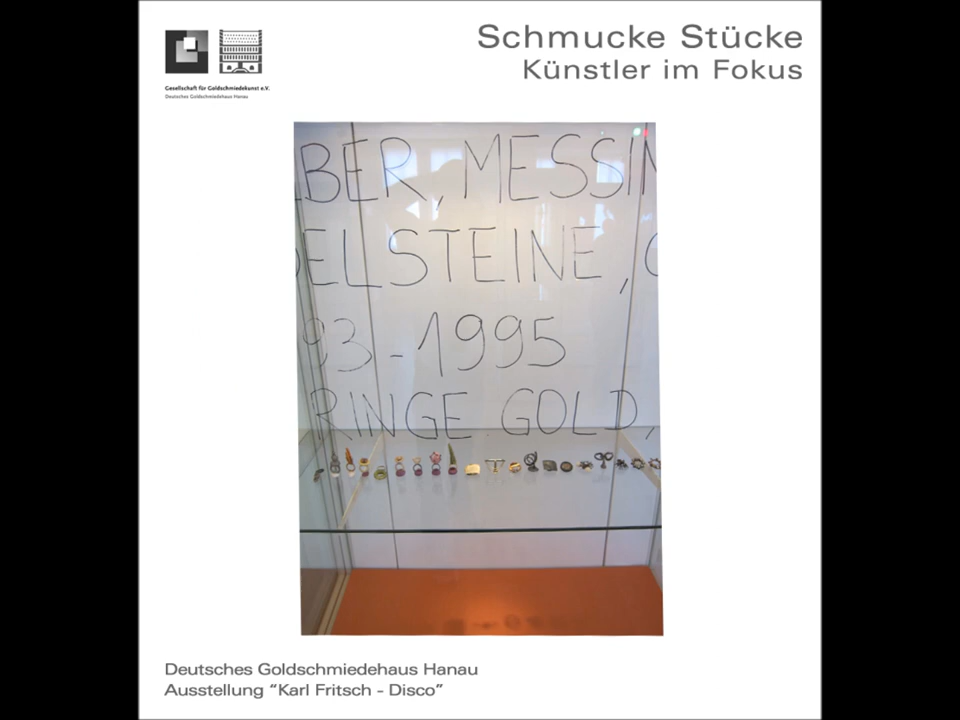 Schmucke Stücke
Künstler im Fokus
Gesellschaft für Goldschmiedekunst e.V.
Deutsches Goldschmiedehaus Hanau
BER, MESSIN
ELSTEINE,
93-1995
RINGE GOLD,
Deutsches Goldschmiedehaus Hanau
Ausstellung “Karl Fritsch - Disco”